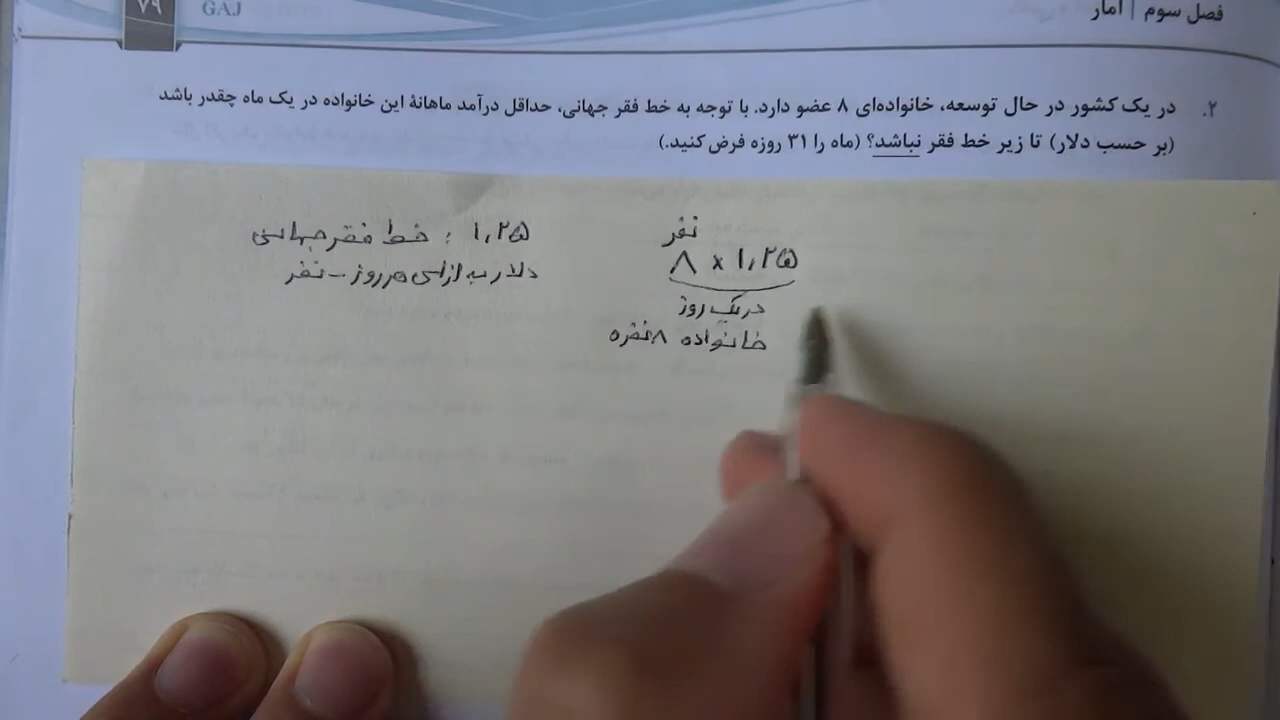 فصل سوم | آمار
GAJ
۷۹
۲. در یک کشور در حال توسعه، خانواده‌ای ۸ عضو دارد. با توجه به خط فقر جهانی، حداقل درآمد ماهانهٔ این خانواده در یک ماه چقدر باشد
(بر حسب دلار) تا زیر خط فقر نباشد؟ (ماه را ۳۱ روزه فرض کنید.)
نفر
۸ × ۱,۲۵
در یک روز
خانواده ۸ نفره
۱,۲۵ : خط فقر جهانی
دلار به ازای هر روز - نفر